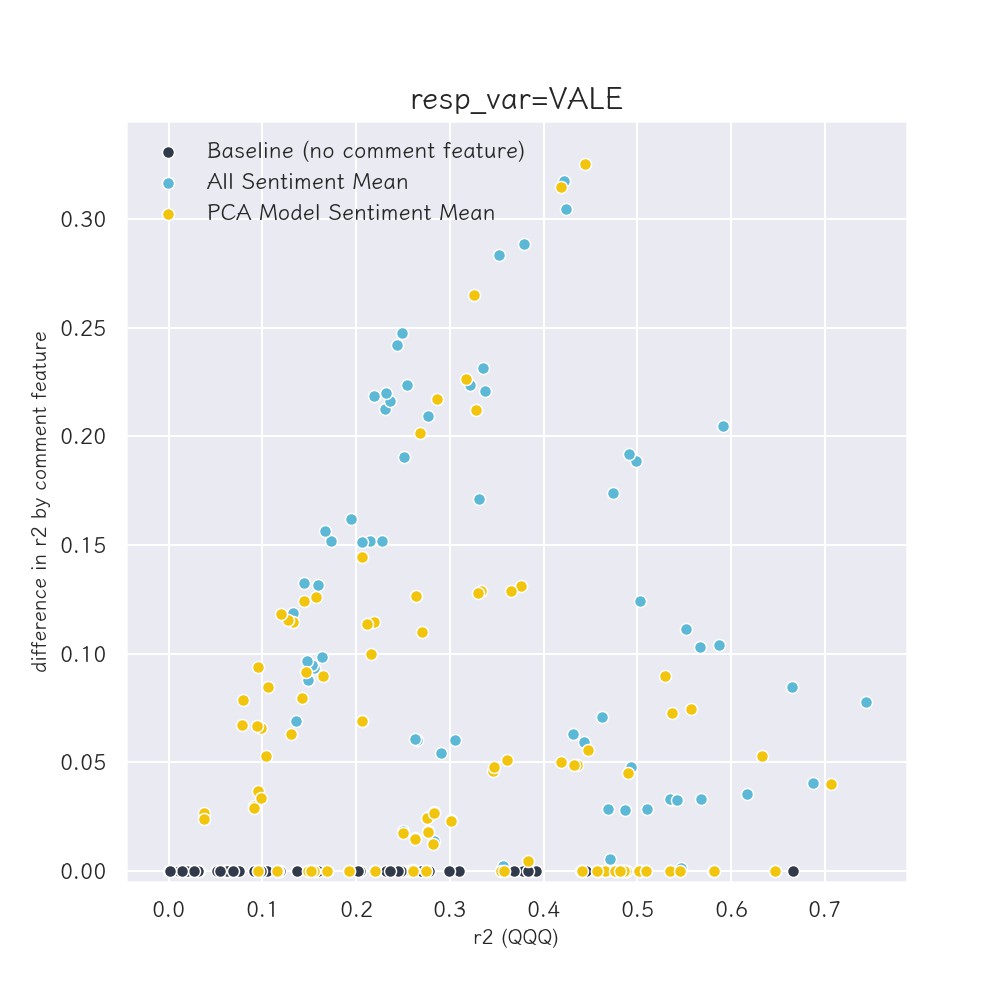 resp_var=VALE
Baseline (no comment feature)
All Sentiment Mean
PCA Model Sentiment Mean
difference in r2 by comment feature
0.30
0.25
0.20
0.15
0.10
0.05
0.00
0.0 0.1 0.2 0.3 0.4 0.5 0.6 0.7
r2 (QQQ)